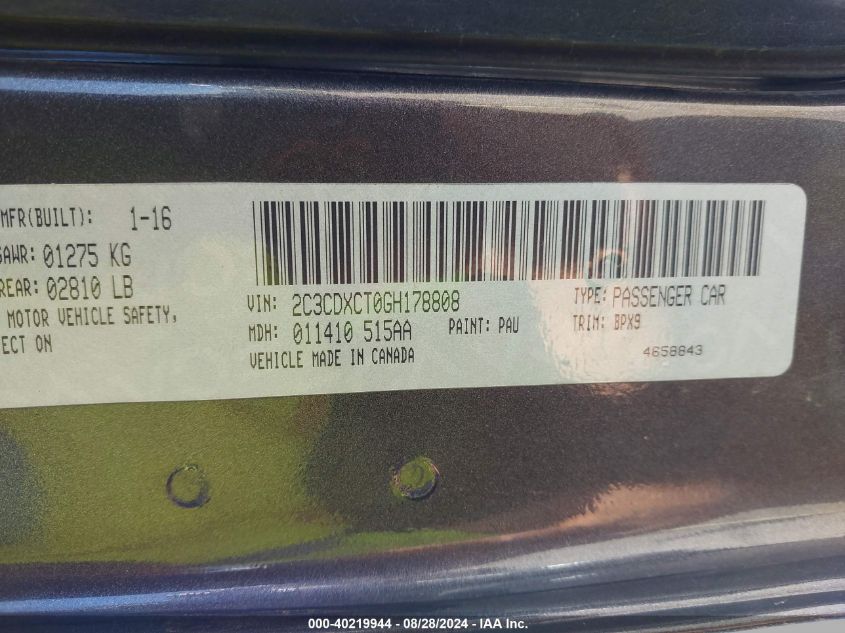 MFR(BUILT): 1-16
GAWR: 01275 KG
REAR: 02810 LB
MOTOR VEHICLE SAFETY,
ECT ON
VIN: 2C3CDXCT0GH178808 TYPE: PASSENGER CAR
MDH: 011410 515AA PAINT: PAU TRIM: BPX9
VEHICLE MADE IN CANADA 4658843
000-40219944 - 08/28/2024 - IAA Inc.